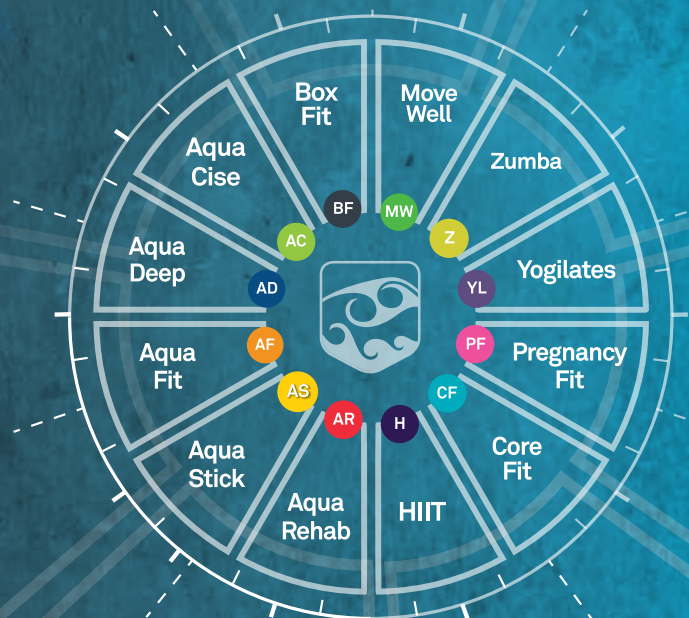 Box
Fit
BF
Move
Well
MW
Zumba
Z
Yogilates
YL
Pregnancy
Fit
PF
Core
Fit
CF
HIIT
H
Aqua
Rehab
AR
Aqua
Stick
AS
Aqua
Fit
AF
Aqua
Deep
AD
Aqua
Cise
AC